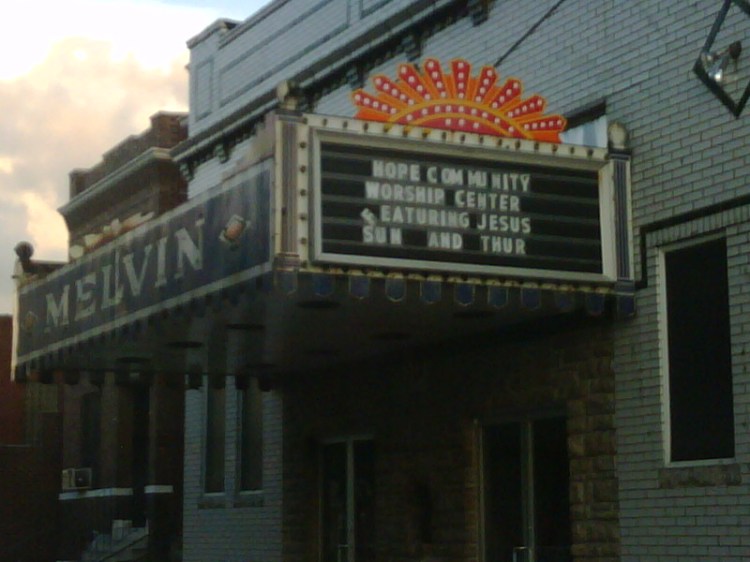 MELVIN
HOPE COMMUNITY
WORSHIP CENTER
FEATURING JESUS
SUN AND THUR